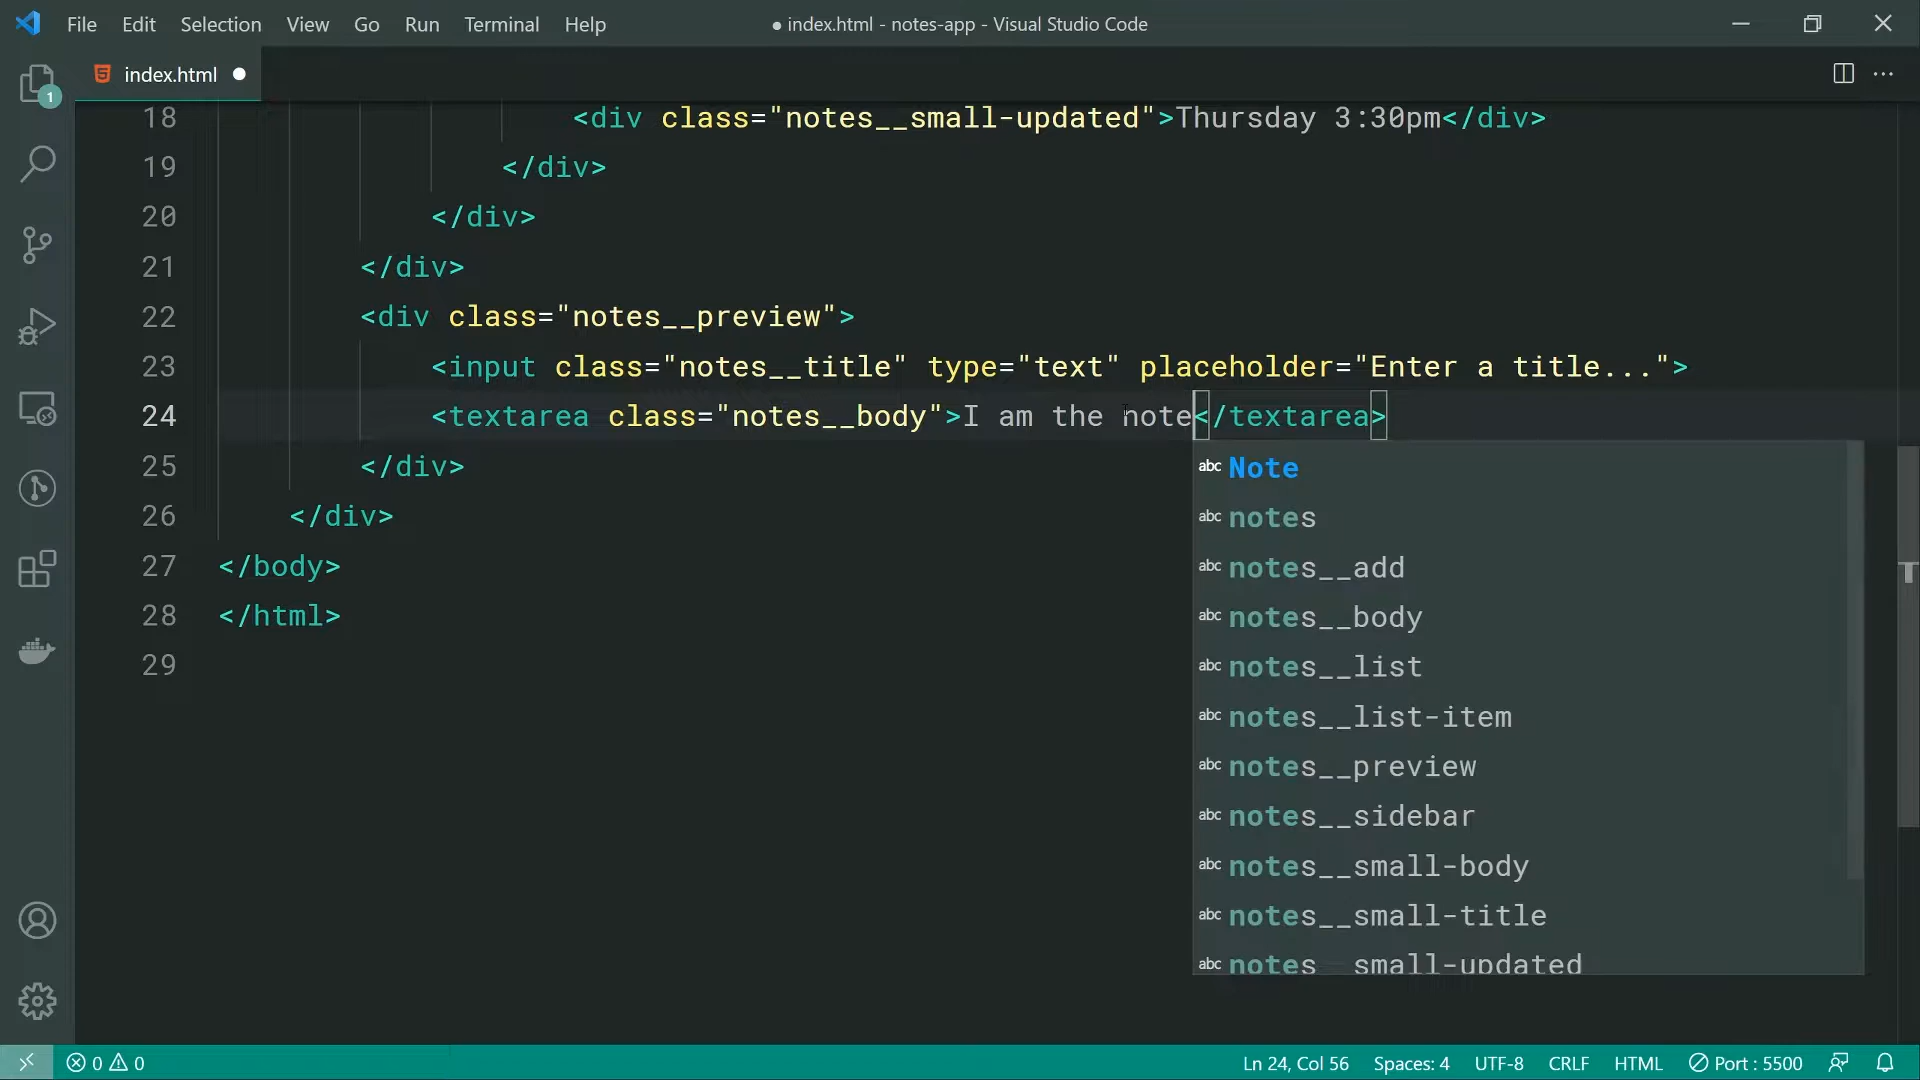 File Edit Selection View Go Run Terminal Help
● index.html - notes-app - Visual Studio Code
index.html ●
1
18 <div class="notes__small-updated">Thursday 3:30pm</div>
19 </div>
20 </div>
21 </div>
22 <div class="notes__preview">
23 <input class="notes__title" type="text" placeholder="Enter a title...">
24 <textarea class="notes__body">I am the note</textarea>
25 </div>
26 </div>
27 </body>
28 </html>
29
abc Note
abc notes
abc notes__add
abc notes__body
abc notes__list
abc notes__list-item
abc notes__preview
abc notes__sidebar
abc notes__small-body
abc notes__small-title
abc notes__small-updated
0 0 Ln 24, Col 56 Spaces: 4 UTF-8 CRLF HTML Port : 5500